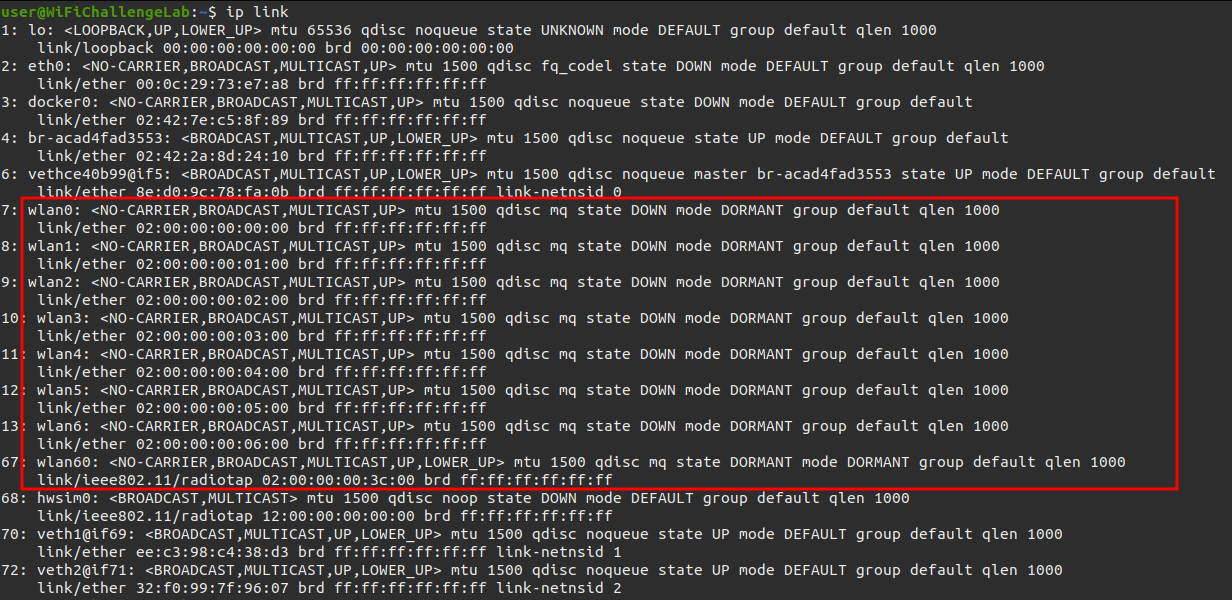 user@WiFiChallengeLab:~$ ip link
1: lo: <LOOPBACK,UP,LOWER_UP> mtu 65536 qdisc noqueue state UNKNOWN mode DEFAULT group default qlen 1000
    link/loopback 00:00:00:00:00:00 brd 00:00:00:00:00:00
2: eth0: <NO-CARRIER,BROADCAST,MULTICAST,UP> mtu 1500 qdisc fq_codel state DOWN mode DEFAULT group default qlen 1000
    link/ether 00:0c:29:73:e7:a8 brd ff:ff:ff:ff:ff:ff
3: docker0: <NO-CARRIER,BROADCAST,MULTICAST,UP> mtu 1500 qdisc noqueue state DOWN mode DEFAULT group default
    link/ether 02:42:7e:c5:8f:89 brd ff:ff:ff:ff:ff:ff
4: br-acad4fad3553: <BROADCAST,MULTICAST,UP,LOWER_UP> mtu 1500 qdisc noqueue state UP mode DEFAULT group default
    link/ether 02:42:2a:8d:24:10 brd ff:ff:ff:ff:ff:ff
6: vethce40b99@if5: <BROADCAST,MULTICAST,UP,LOWER_UP> mtu 1500 qdisc noqueue master br-acad4fad3553 state UP mode DEFAULT group default
    link/ether 8e:d0:9c:78:fa:0b brd ff:ff:ff:ff:ff:ff link-netnsid 0
7: wlan0: <NO-CARRIER,BROADCAST,MULTICAST,UP> mtu 1500 qdisc mq state DOWN mode DORMANT group default qlen 1000
    link/ether 02:00:00:00:00:00 brd ff:ff:ff:ff:ff:ff
8: wlan1: <NO-CARRIER,BROADCAST,MULTICAST,UP> mtu 1500 qdisc mq state DOWN mode DORMANT group default qlen 1000
    link/ether 02:00:00:00:01:00 brd ff:ff:ff:ff:ff:ff
9: wlan2: <NO-CARRIER,BROADCAST,MULTICAST,UP> mtu 1500 qdisc mq state DOWN mode DORMANT group default qlen 1000
    link/ether 02:00:00:00:02:00 brd ff:ff:ff:ff:ff:ff
10: wlan3: <NO-CARRIER,BROADCAST,MULTICAST,UP> mtu 1500 qdisc mq state DOWN mode DORMANT group default qlen 1000
    link/ether 02:00:00:00:03:00 brd ff:ff:ff:ff:ff:ff
11: wlan4: <NO-CARRIER,BROADCAST,MULTICAST,UP> mtu 1500 qdisc mq state DOWN mode DORMANT group default qlen 1000
    link/ether 02:00:00:00:04:00 brd ff:ff:ff:ff:ff:ff
12: wlan5: <NO-CARRIER,BROADCAST,MULTICAST,UP> mtu 1500 qdisc mq state DOWN mode DORMANT group default qlen 1000
    link/ether 02:00:00:00:05:00 brd ff:ff:ff:ff:ff:ff
13: wlan6: <NO-CARRIER,BROADCAST,MULTICAST,UP> mtu 1500 qdisc mq state DOWN mode DORMANT group default qlen 1000
    link/ether 02:00:00:00:06:00 brd ff:ff:ff:ff:ff:ff
67: wlan60: <NO-CARRIER,BROADCAST,MULTICAST,UP,LOWER_UP> mtu 1500 qdisc mq state DORMANT mode DORMANT group default qlen 1000
    link/ieee802.11/radiotap 02:00:00:00:3c:00 brd ff:ff:ff:ff:ff:ff
68: hwsim0: <BROADCAST,MULTICAST> mtu 1500 qdisc noop state DOWN mode DEFAULT group default qlen 1000
    link/ieee802.11/radiotap 12:00:00:00:00:00 brd ff:ff:ff:ff:ff:ff
70: veth1@if69: <BROADCAST,MULTICAST,UP,LOWER_UP> mtu 1500 qdisc noqueue state UP mode DEFAULT group default qlen 1000
    link/ether ee:c3:98:c4:38:d3 brd ff:ff:ff:ff:ff:ff link-netnsid 1
72: veth2@if71: <BROADCAST,MULTICAST,UP,LOWER_UP> mtu 1500 qdisc noqueue state UP mode DEFAULT group default qlen 1000
    link/ether 32:f0:99:7f:96:07 brd ff:ff:ff:ff:ff:ff link-netnsid 2